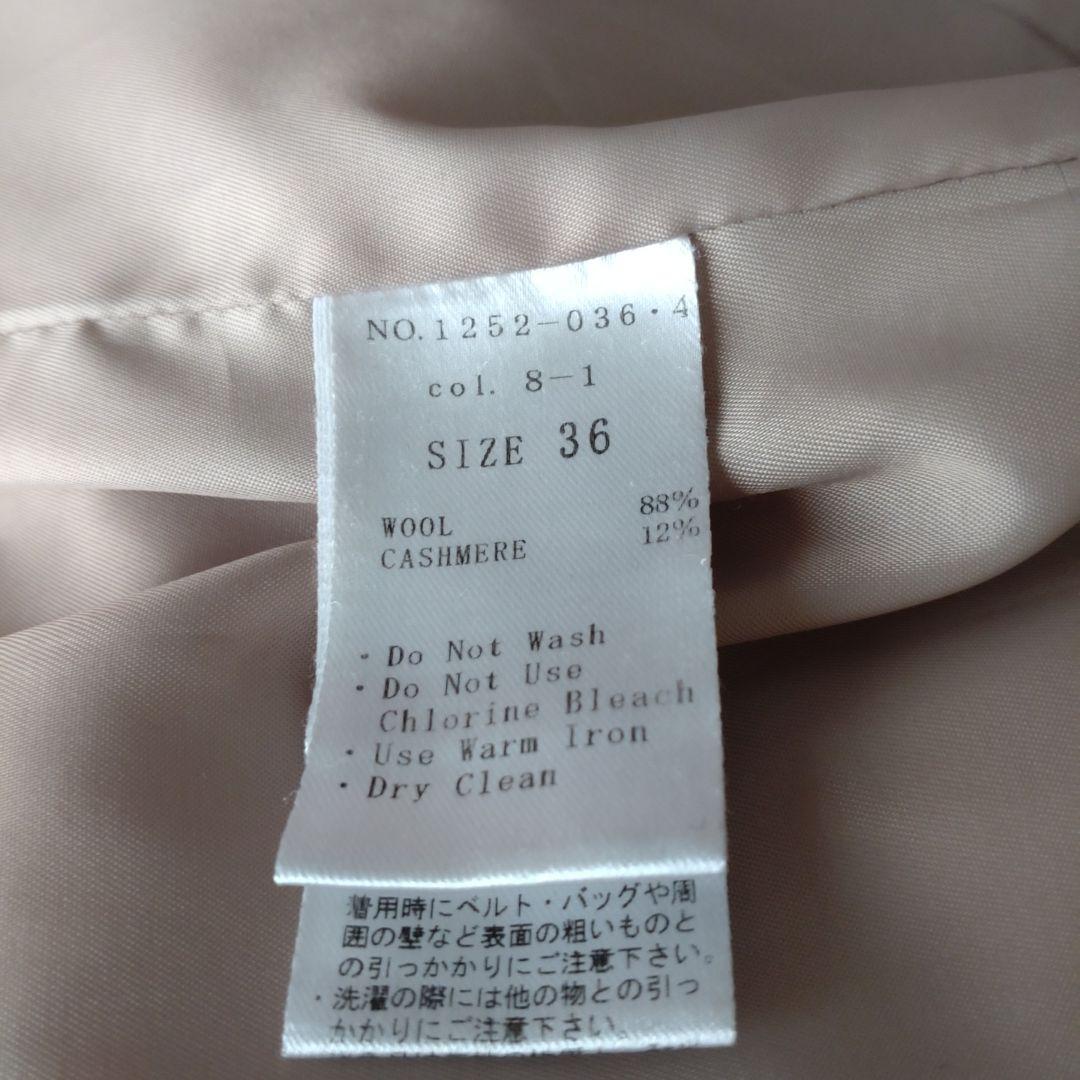 NO.1252-036・4
col. 8-1
SIZE 36
WOOL 88%
CASHMERE 12%
・Do Not Wash
・Do Not Use
Chlorine Bleach
・Use Warm Iron
・Dry Clean
着用時にベルト・バッグや周
囲の壁など表面の粗いものと
の引っかかりにご注意下さい。
・洗濯の際には他の物との引っ
かかりにご注意下さい。